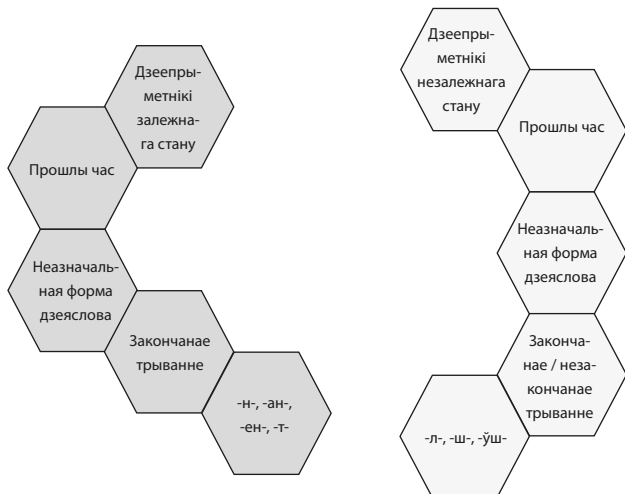 Дзеепры-
метнікі
залежна-
га стану
Прошлы час
Неазначаль-
ная форма
дзеяслова
Закончанае
трыванне
-н-, -ан-,
-ен-, -т-
Дзеепры-
метнікі
незалежнага
стану
Прошлы час
Неазначаль-
ная форма
дзеяслова
Законча-
нае / неза-
кончанае
трыванне
-л-, -ш-, -ўш-